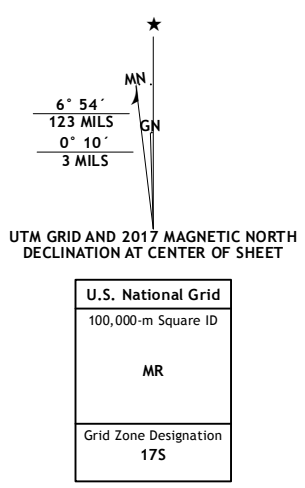 ★
MN
6° 54´
123 MILS
GN
0° 10´
3 MILS
UTM GRID AND 2017 MAGNETIC NORTH
DECLINATION AT CENTER OF SHEET
U.S. National Grid
100,000-m Square ID
MR
Grid Zone Designation
17S